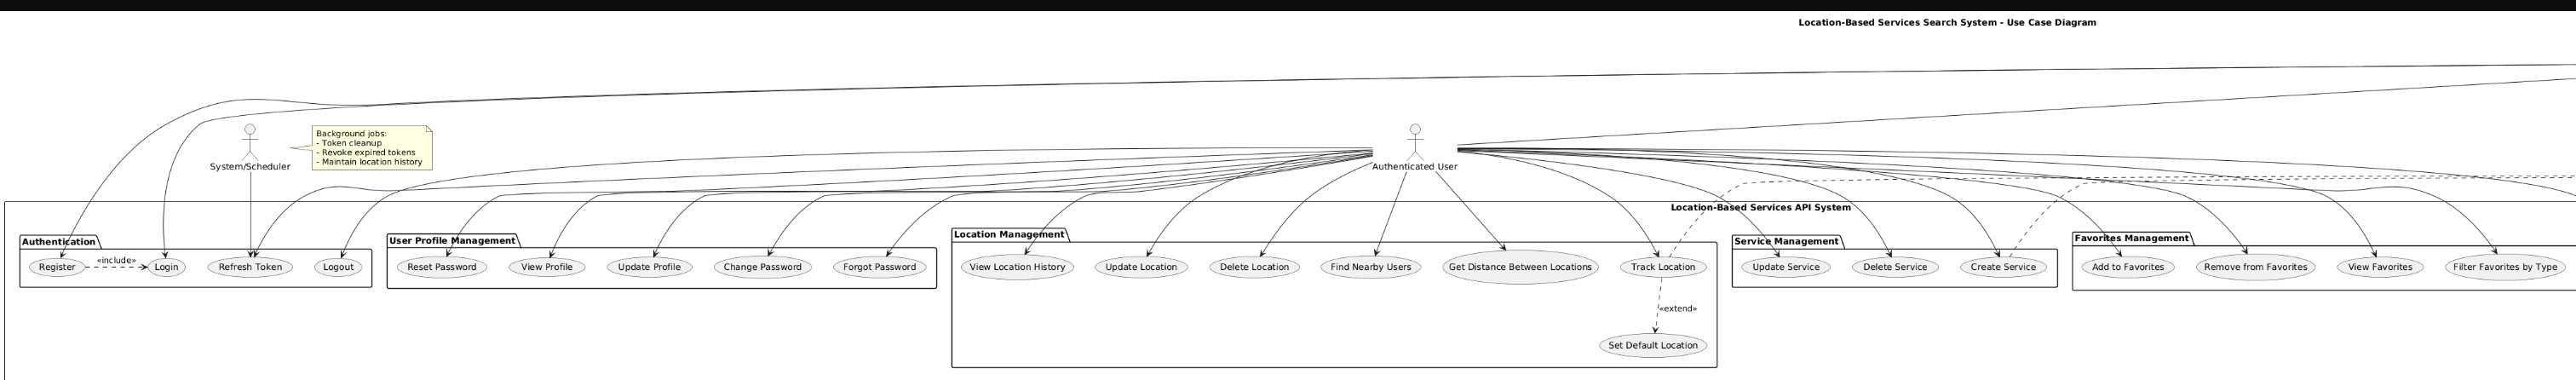 Location-Based Services Search System - Use Case Diagram
Background jobs:
- Token cleanup
- Revoke expired tokens
- Maintain location history
System/Scheduler
Authenticated User
Location-Based Services API System
Authentication
Register
«include»
Login
Refresh Token
Logout
User Profile Management
Reset Password
View Profile
Update Profile
Change Password
Forgot Password
Location Management
View Location History
Update Location
Delete Location
Find Nearby Users
Get Distance Between Locations
Track Location
«extend»
Set Default Location
Service Management
Update Service
Delete Service
Create Service
Favorites Management
Add to Favorites
Remove from Favorites
View Favorites
Filter Favorites by Type